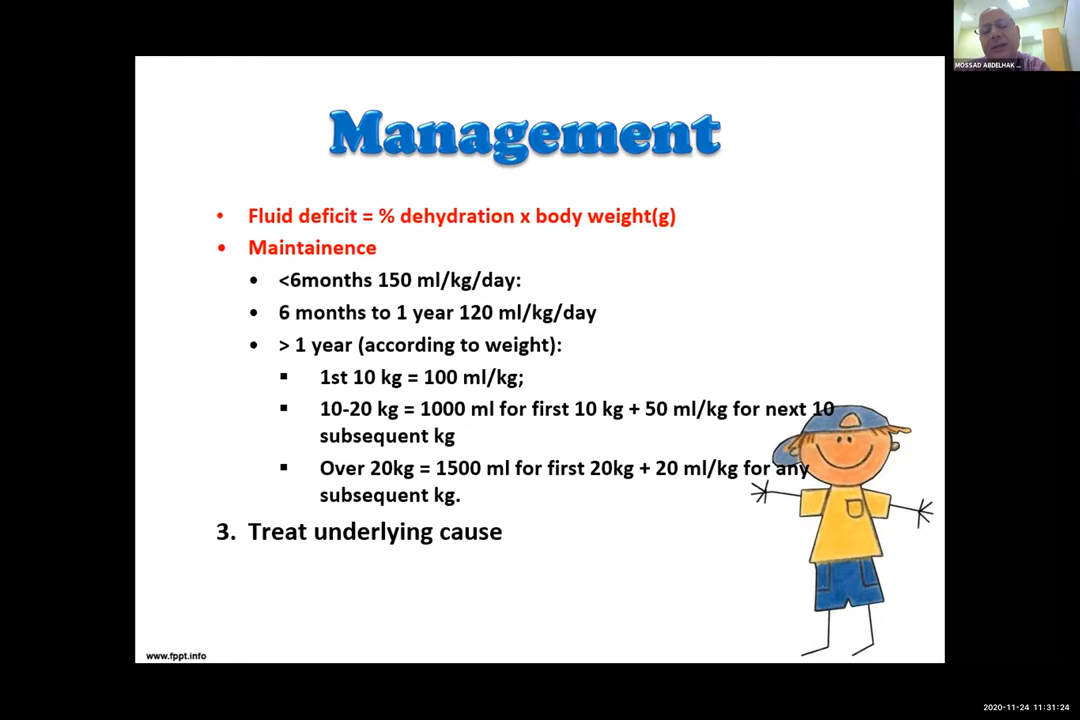 MOSSAD ABDELHAK ...
Management
• Fluid deficit = % dehydration x body weight(g)
• Maintainence
• <6months 150 ml/kg/day:
• 6 months to 1 year 120 ml/kg/day
• > 1 year (according to weight):
▪ 1st 10 kg = 100 ml/kg;
▪ 10-20 kg = 1000 ml for first 10 kg + 50 ml/kg for next 10
subsequent kg
▪ Over 20kg = 1500 ml for first 20kg + 20 ml/kg for any
subsequent kg.
3. Treat underlying cause
www.fppt.info
2020-11-24 11:31:24